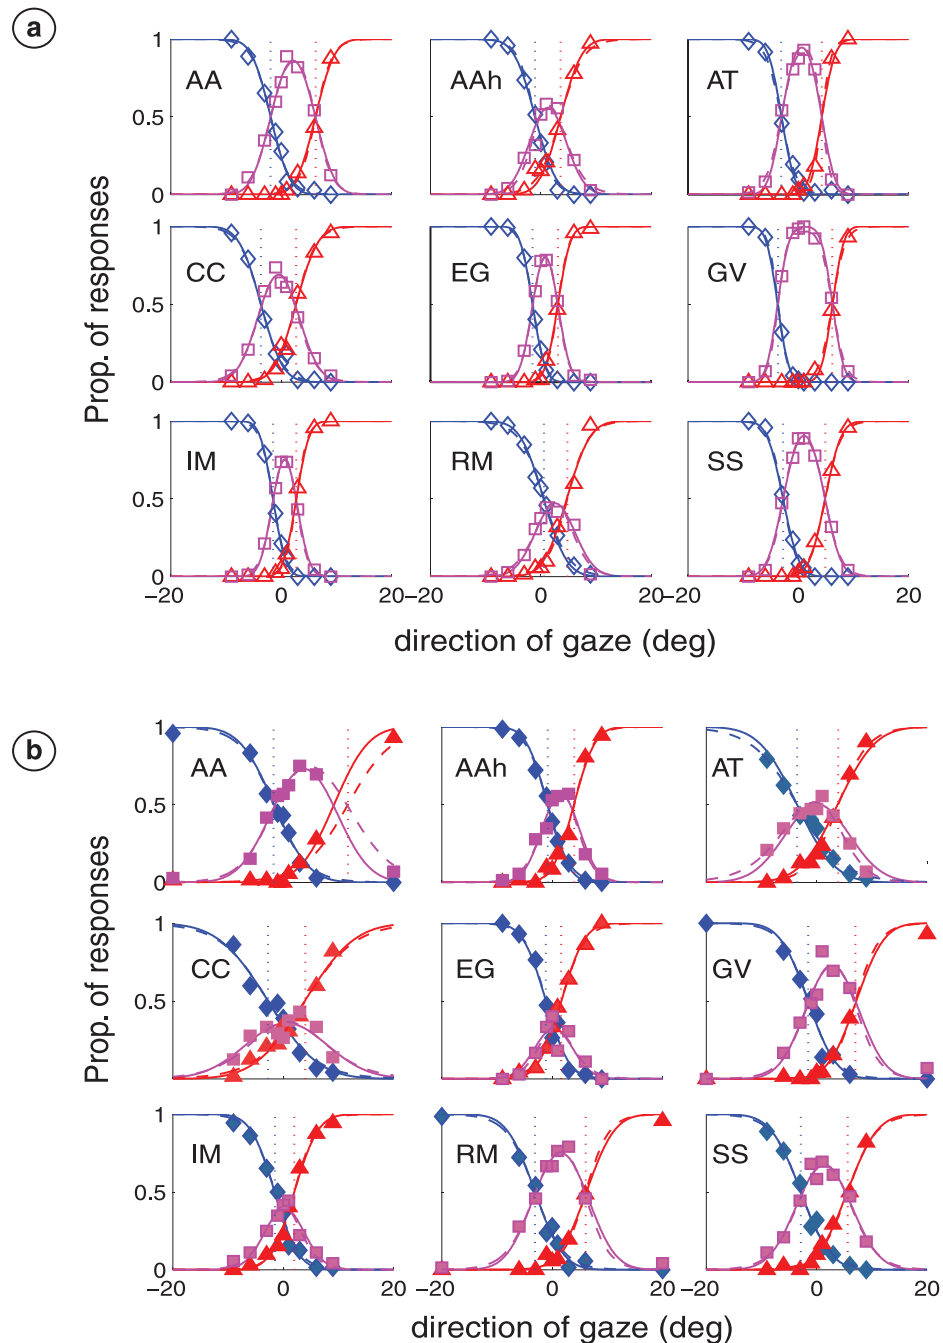 a
1
AA
AAh
AT
0.5
0
1
CC
EG
GV
0.5
0
1
IM
RM
SS
0.5
0
−20 0 20−20 0 20−20 0 20
Prop. of responses
direction of gaze (deg)
b
1
AA
AAh
AT
0.5
0
1
CC
EG
GV
0.5
0
1
IM
RM
SS
0.5
0
−20 0 20 −20 0 20 −20 0 20
Prop. of responses
direction of gaze (deg)